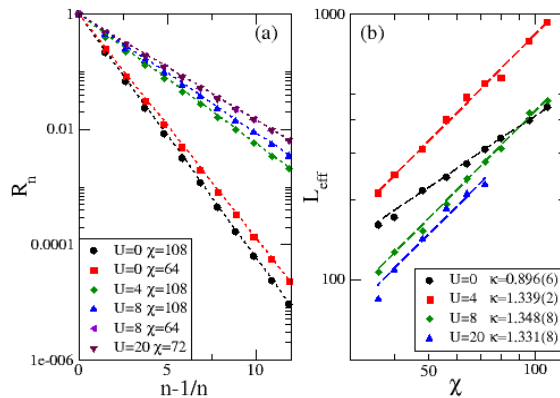 1
0.01
0.0001
1e-006
R_n
(a)
U=0 χ=108
U=0 χ=64
U=4 χ=108
U=8 χ=108
U=8 χ=64
U=20 χ=72
0
5
10
n-1/n
1000
100
L_eff
(b)
U=0 κ=0.896(6)
U=4 κ=1.339(2)
U=8 κ=1.348(8)
U=20 κ=1.331(8)
50
100
χ